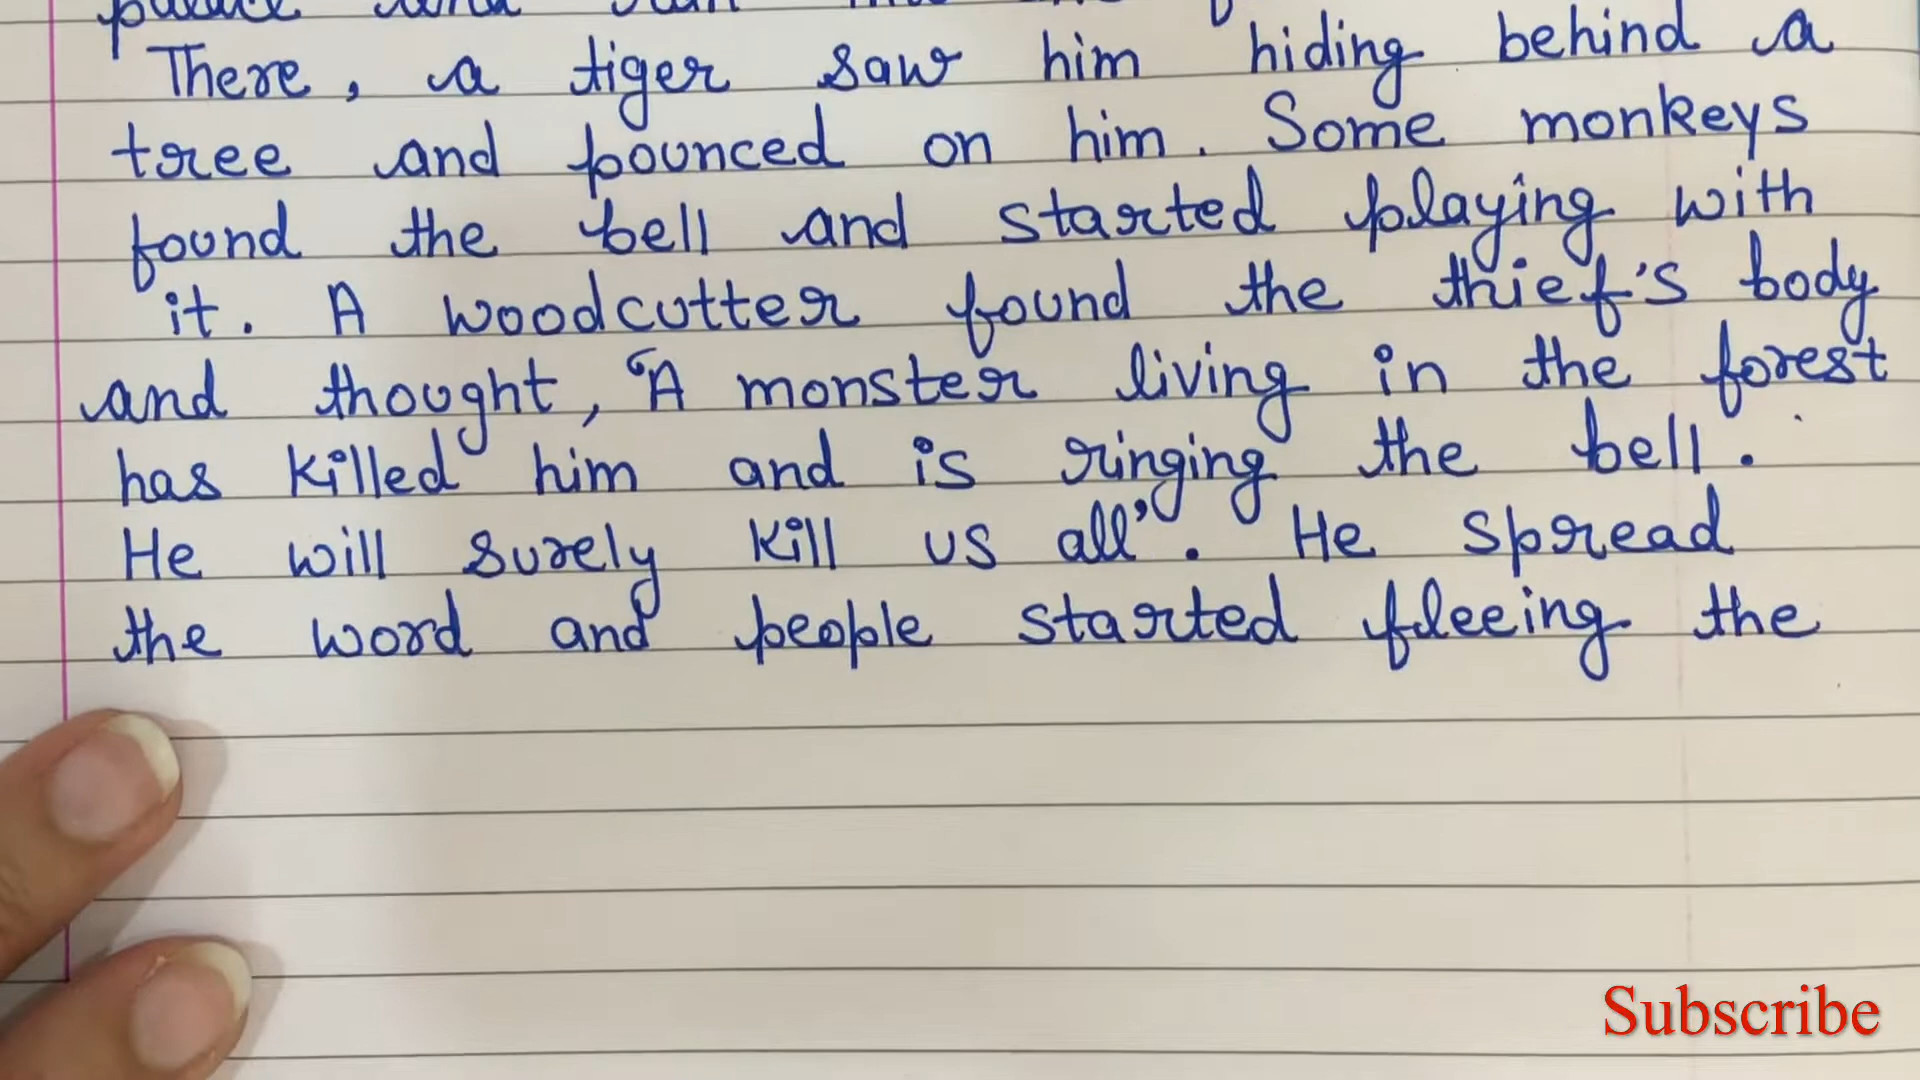 There, a tiger saw him hiding behind a
tree and pounced on him. Some monkeys
found the bell and started playing with
it. A woodcutter found the thief's body
and thought, "A monster living in the forest
has killed him and is ringing the bell.
He will surely kill us all". He spread
the word and people started fleeing the
Subscribe